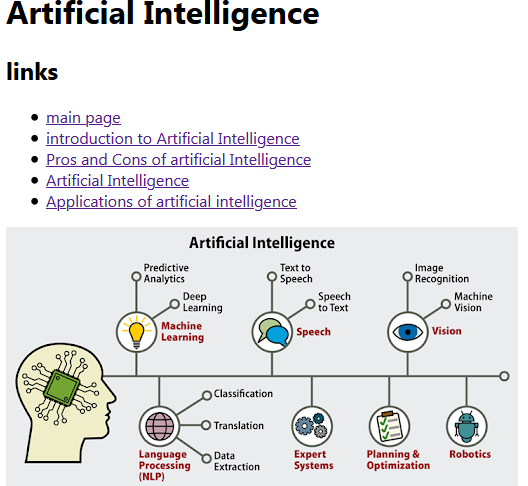 Artificial Intelligence
links
main page
introduction to Artificial Intelligence
Pros and Cons of artificial Intelligence
Artificial Intelligence
Applications of artificial intelligence
Artificial Intelligence
Predictive
Analytics
Deep
Learning
Machine
Learning
Text to
Speech
Speech
to Text
Speech
Image
Recognition
Machine
Vision
Vision
Classification
Translation
Data
Extraction
Language
Processing
(NLP)
Expert
Systems
Planning &
Optimization
Robotics